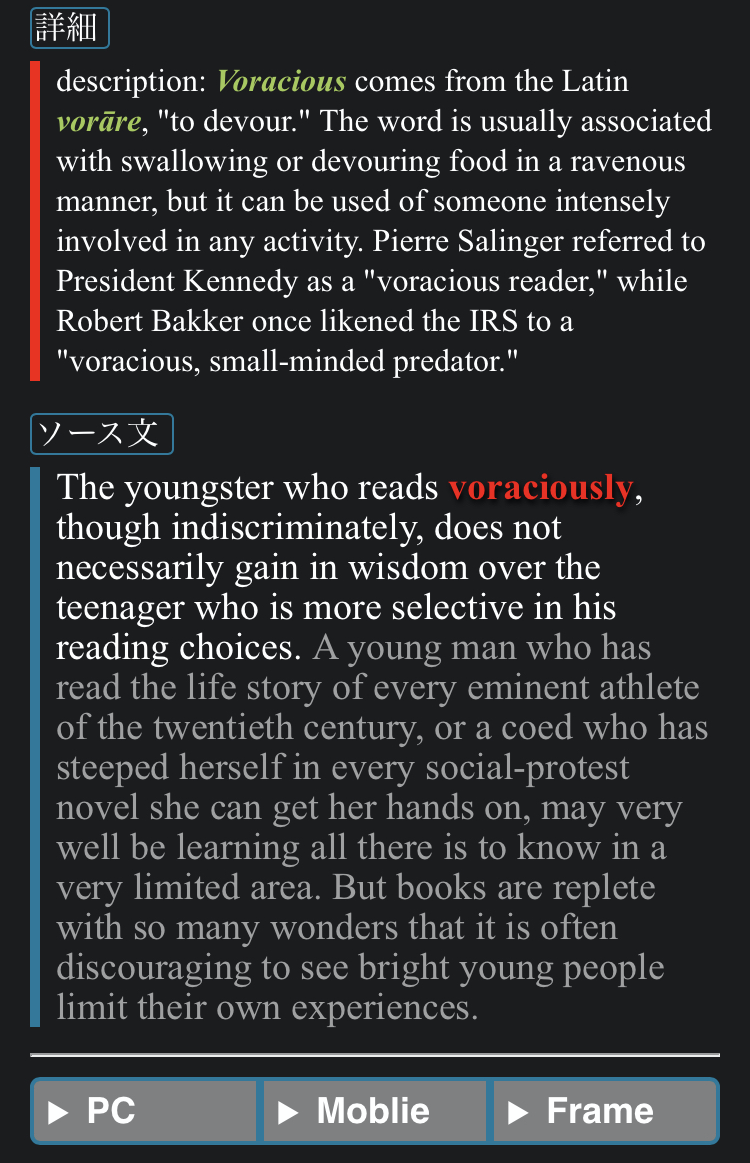 詳細
description: Voracious comes from the Latin
vorāre, "to devour." The word is usually associated
with swallowing or devouring food in a ravenous
manner, but it can be used of someone intensely
involved in any activity. Pierre Salinger referred to
President Kennedy as a "voracious reader," while
Robert Bakker once likened the IRS to a
"voracious, small-minded predator."
ソース文
The youngster who reads voraciously,
though indiscriminately, does not
necessarily gain in wisdom over the
teenager who is more selective in his
reading choices. A young man who has
read the life story of every eminent athlete
of the twentieth century, or a coed who has
steeped herself in every social-protest
novel she can get her hands on, may very
well be learning all there is to know in a
very limited area. But books are replete
with so many wonders that it is often
discouraging to see bright young people
limit their own experiences.
▶ PC ▶ Moblie ▶ Frame